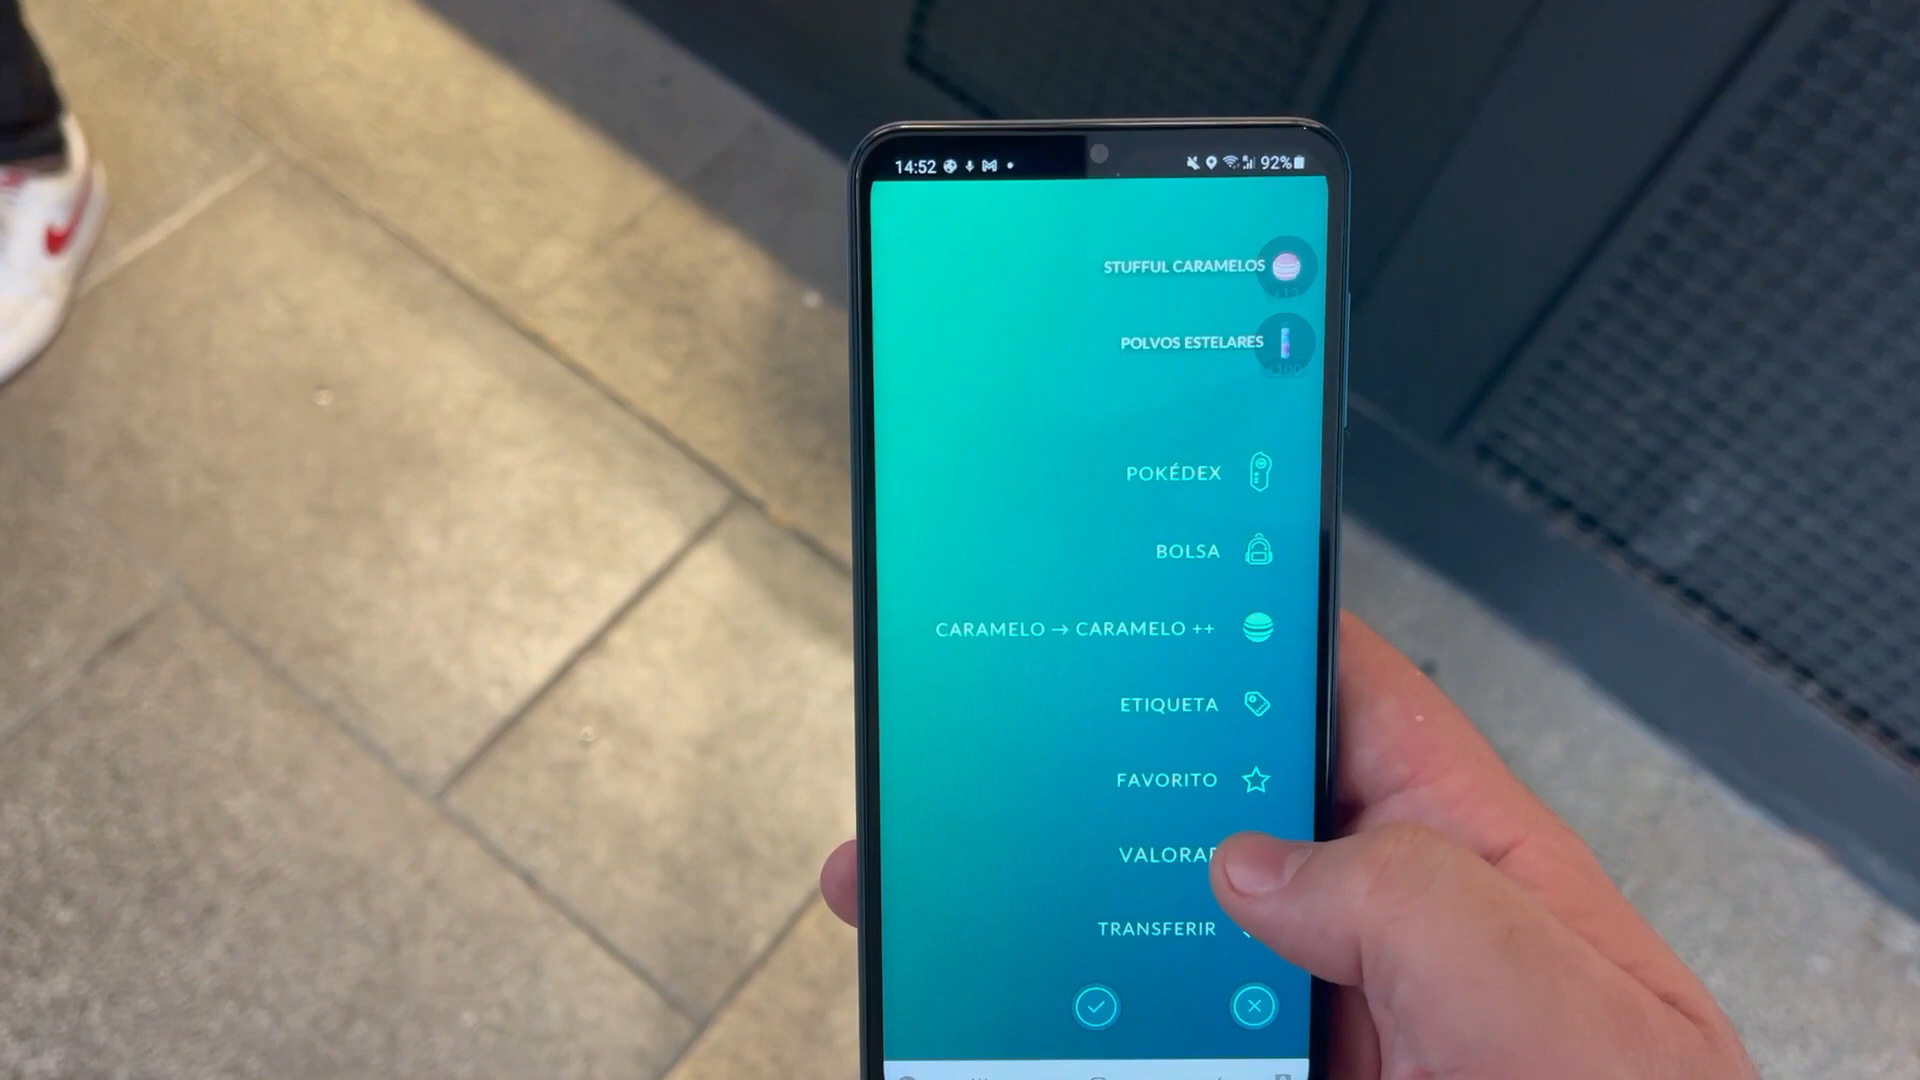 14:52
92%
STUFFUL CARAMELOS
POLVOS ESTELARES
POKÉDEX
BOLSA
CARAMELO → CARAMELO ++
ETIQUETA
FAVORITO
VALORAR
TRANSFERIR